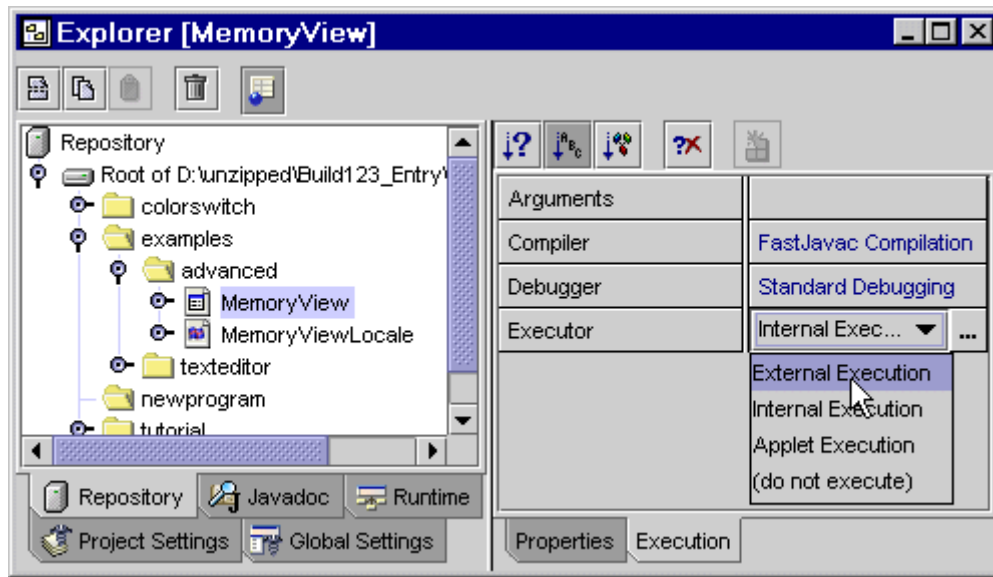 Explorer [MemoryView]
Repository
Root of D:\unzipped\Build123_Entry\
colorswitch
examples
advanced
MemoryView
MemoryViewLocale
texteditor
newprogram
tutorial
Repository
Javadoc
Runtime
Project Settings
Global Settings
Arguments
Compiler FastJavac Compilation
Debugger Standard Debugging
Executor Internal Exec... ...
External Execution
Internal Execution
Applet Execution
(do not execute)
Properties
Execution